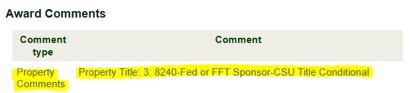 Award Comments
Comment type Comment
Property Comments Property Title: 3: 8240-Fed or FFT Sponsor-CSU Title Conditional